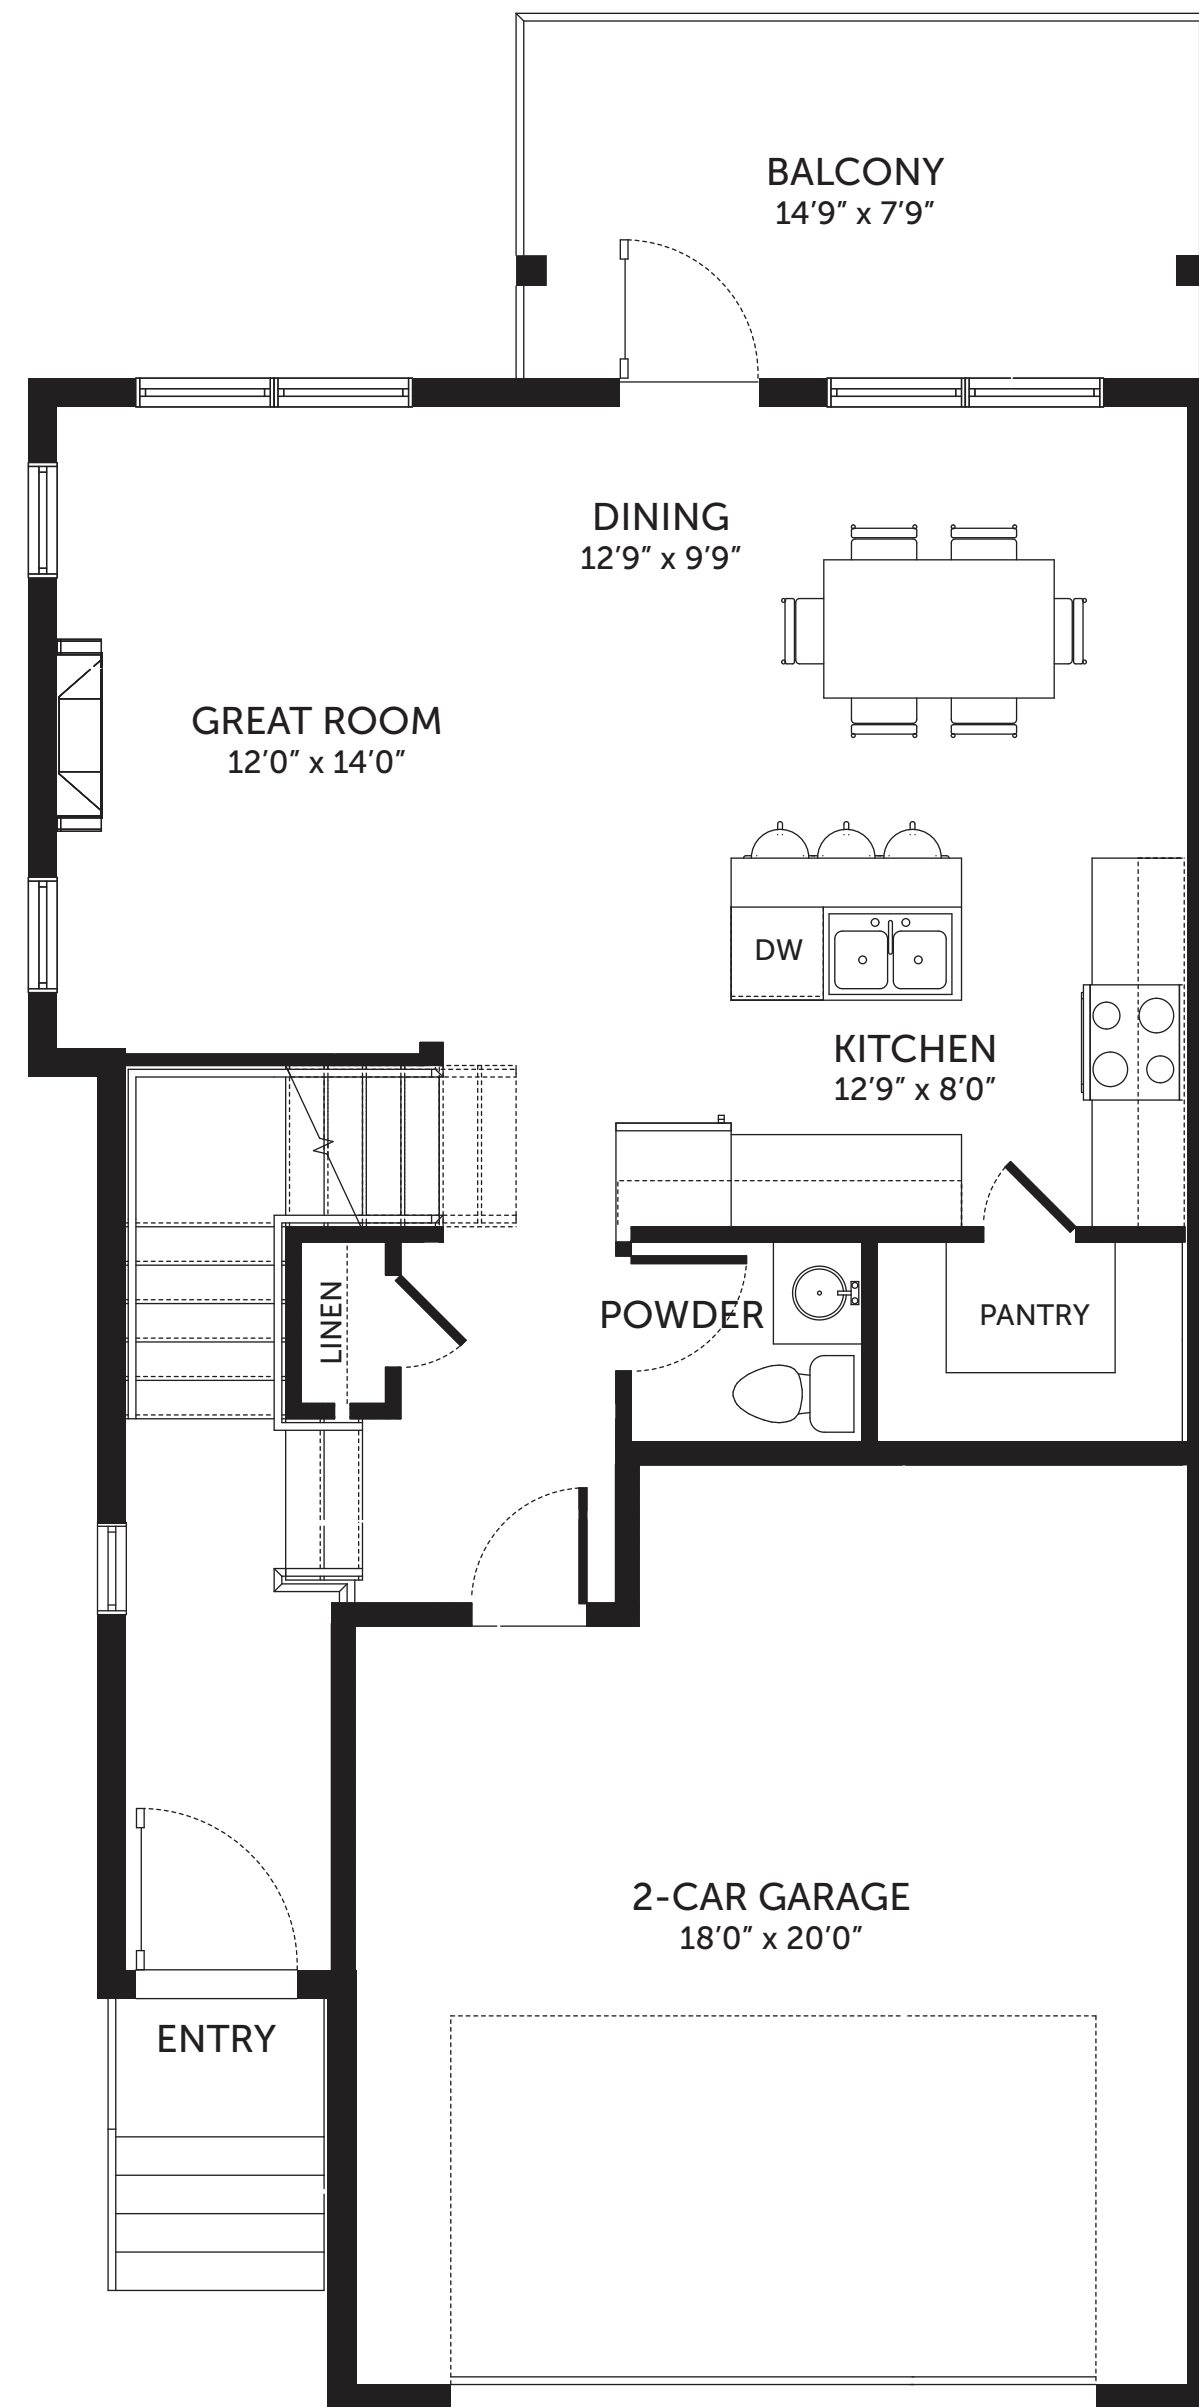 BALCONY
14’9” x 7’9”
DINING
12’9” x 9’9”
GREAT ROOM
12’0” x 14’0”
DW
KITCHEN
12’9” x 8’0”
LINEN
POWDER
PANTRY
2-CAR GARAGE
18’0” x 20’0”
ENTRY